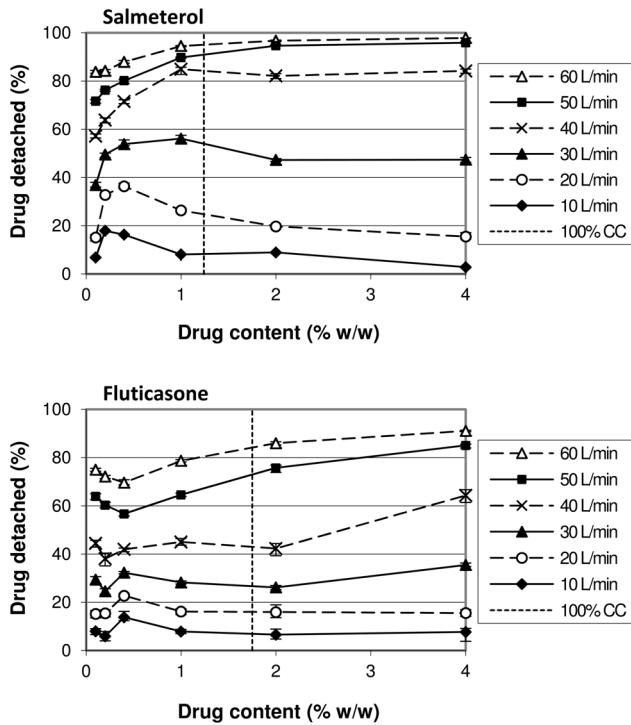 Salmeterol
100
80
60
40
20
0
Drug detached (%)
0
1
2
3
4
Drug content (% w/w)
60 L/min
50 L/min
40 L/min
30 L/min
20 L/min
10 L/min
100% CC
Fluticasone
100
80
60
40
20
0
Drug detached (%)
0
1
2
3
4
Drug content (% w/w)
60 L/min
50 L/min
40 L/min
30 L/min
20 L/min
10 L/min
100% CC